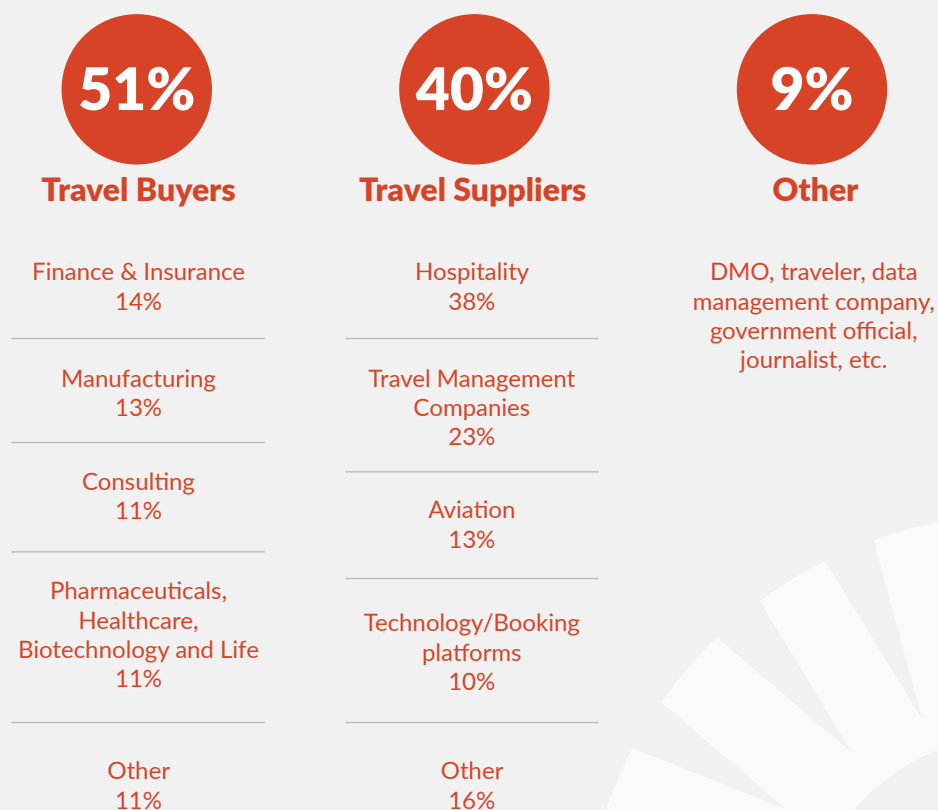 51%
Travel Buyers
Finance & Insurance
14%
Manufacturing
13%
Consulting
11%
Pharmaceuticals,
Healthcare,
Biotechnology and Life
11%
Other
11%
40%
Travel Suppliers
Hospitality
38%
Travel Management
Companies
23%
Aviation
13%
Technology/Booking
platforms
10%
Other
16%
9%
Other
DMO, traveler, data
management company,
government official,
journalist, etc.